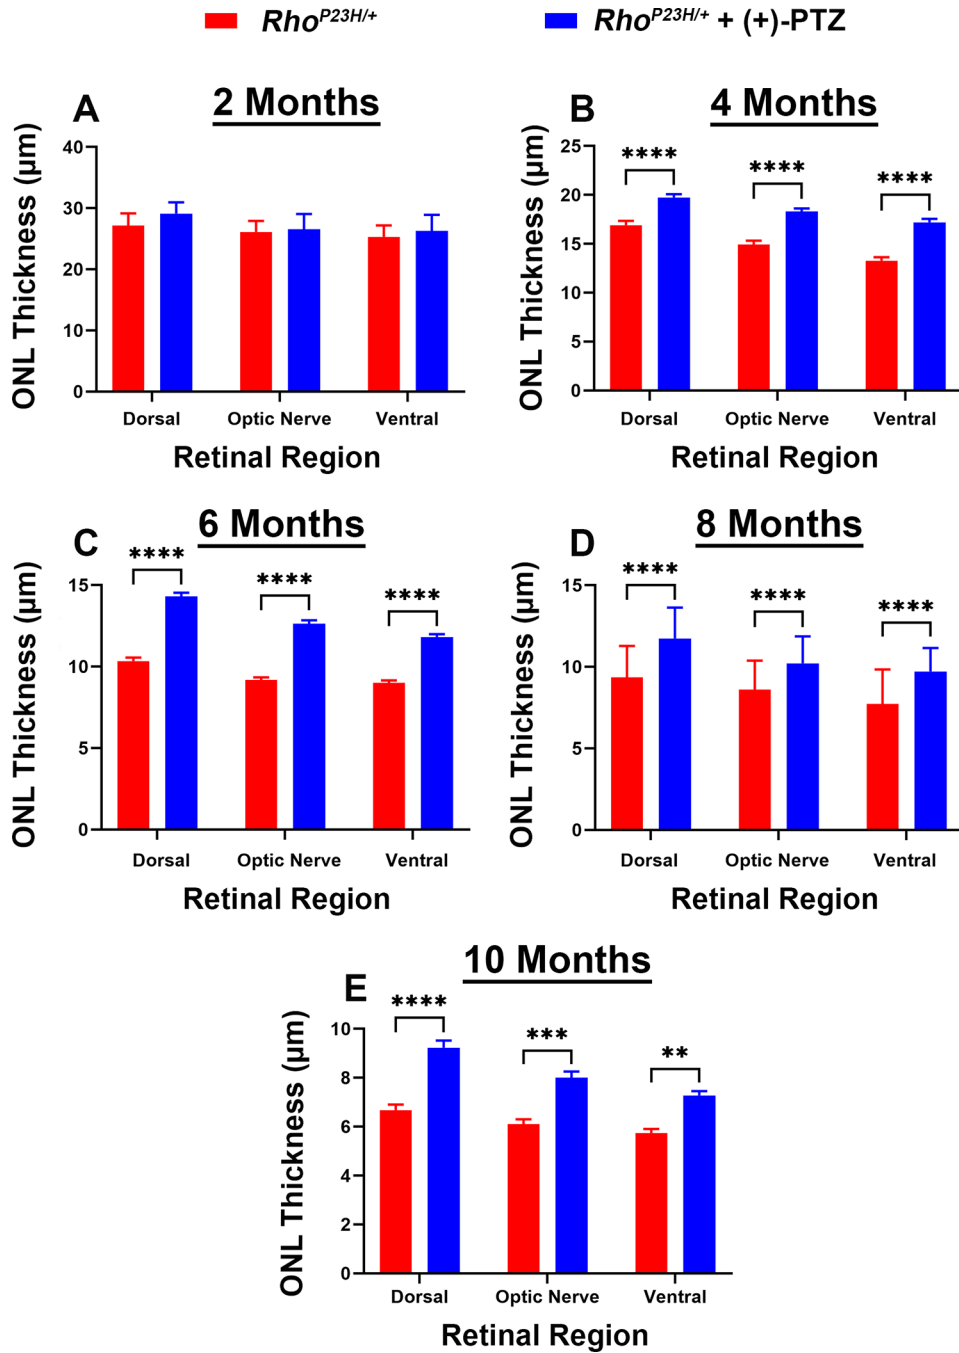 Rho^P23H/+
Rho^P23H/+ + (+)-PTZ
A
2 Months
ONL Thickness (µm)
40
30
20
10
0
Dorsal
Optic Nerve
Ventral
Retinal Region
B
4 Months
ONL Thickness (µm)
25
20
15
10
5
0
****
****
****
Dorsal
Optic Nerve
Ventral
Retinal Region
C
6 Months
ONL Thickness (µm)
15
10
5
0
****
****
****
Dorsal
Optic Nerve
Ventral
Retinal Region
D
8 Months
ONL Thickness (µm)
15
10
5
0
****
****
****
Dorsal
Optic Nerve
Ventral
Retinal Region
E
10 Months
ONL Thickness (µm)
10
8
6
4
2
0
****
***
**
Dorsal
Optic Nerve
Ventral
Retinal Region